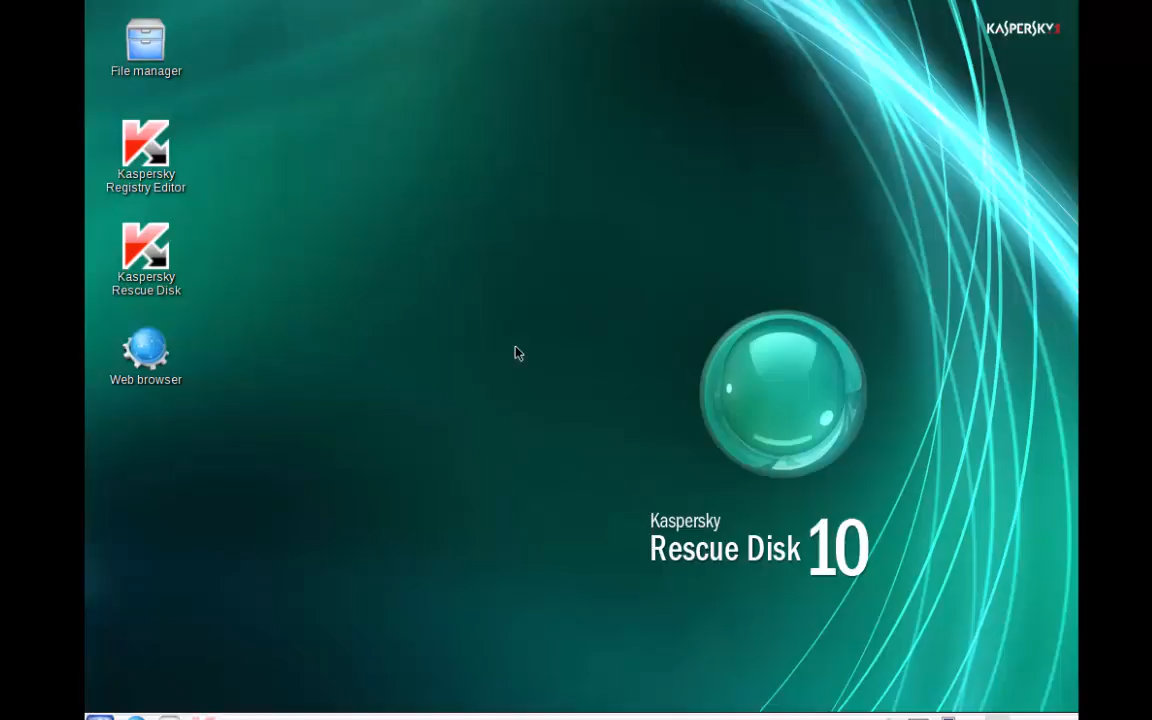 KASPERSKY
File manager
Kaspersky
Registry Editor
Kaspersky
Rescue Disk
Web browser
Kaspersky
Rescue Disk 10